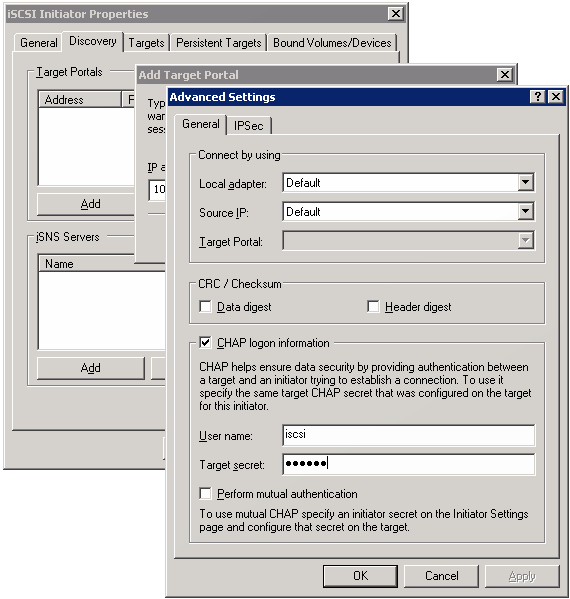 iSCSI Initiator Properties
General Discovery Targets Persistent Targets Bound Volumes/Devices
Target Portals
Address
Add
iSNS Servers
Name
Add
Add Target Portal
IP
10
Advanced Settings
General IPSec
Connect by using
Local adapter: Default
Source IP: Default
Target Portal:
CRC / Checksum
Data digest Header digest
CHAP logon information
CHAP helps ensure data security by providing authentication between
a target and an initiator trying to establish a connection. To use it
specify the same target CHAP secret that was configured on the target
for this initiator.
User name: iscsi
Target secret: ●●●●●●
Perform mutual authentication
To use mutual CHAP specify an initiator secret on the Initiator Settings
page and configure that secret on the target.
OK Cancel Apply